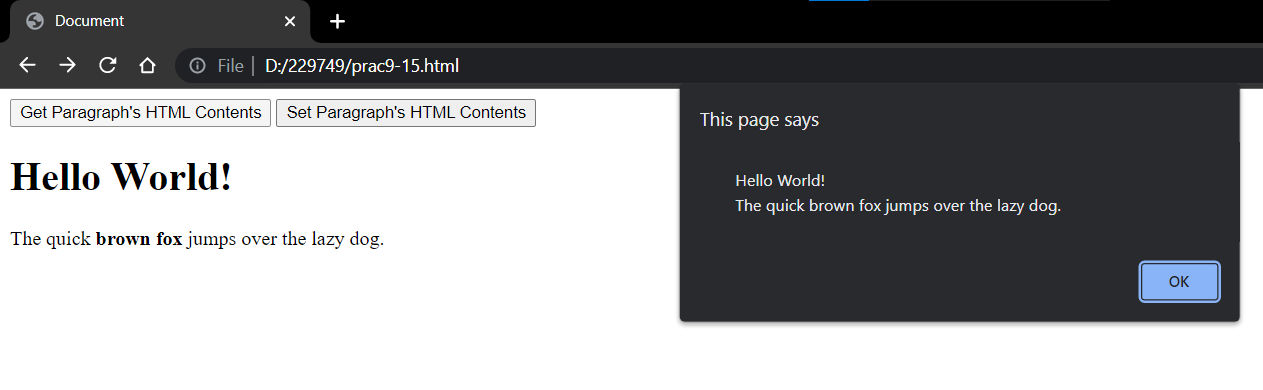 Document
File D:/229749/prac9-15.html
Get Paragraph's HTML Contents Set Paragraph's HTML Contents
Hello World!
The quick brown fox jumps over the lazy dog.
This page says
Hello World!
The quick brown fox jumps over the lazy dog.
OK